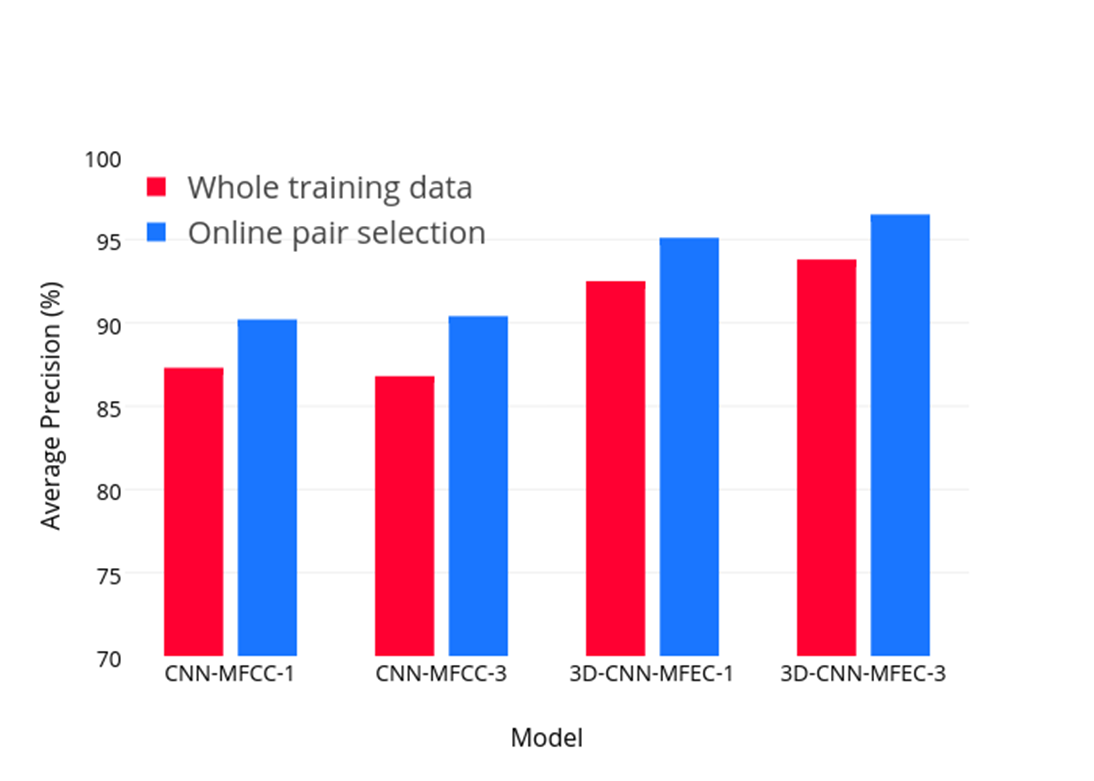 100
Whole training data
Online pair selection
95
90
85
80
75
70
Average Precision (%)
CNN-MFCC-1 CNN-MFCC-3 3D-CNN-MFEC-1 3D-CNN-MFEC-3
Model